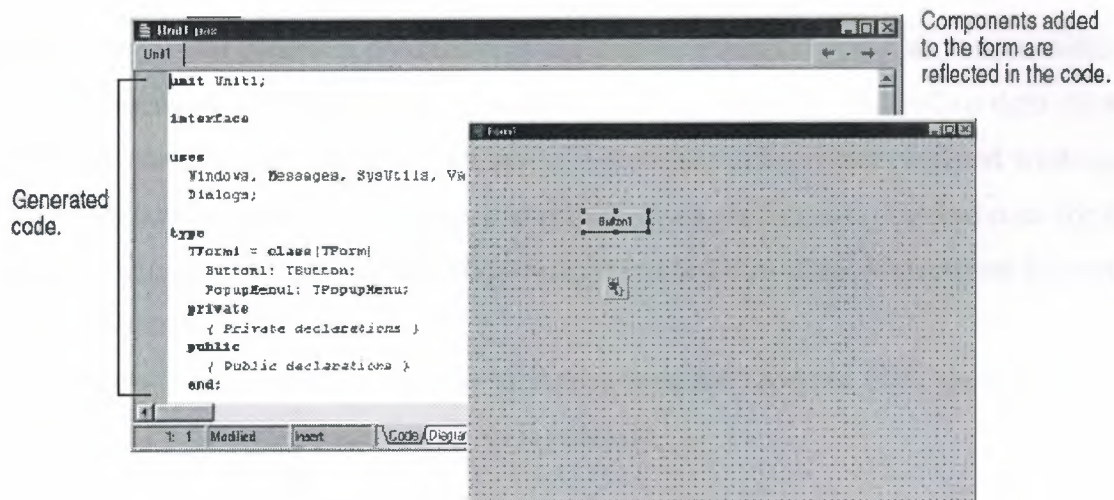 Unit1.pas
Unit1
unit Unit1;
interface
uses
Windows, Messages, SysUtils, Va
Dialogs;
type
TForm1 = class(TForm)
Button1: TButton;
PopupMenu1: TPopupMenu;
private
{ Private declarations }
public
{ Public declarations }
end;
1: 1 Modified Insert Code Diagra
Form1
Button1
Generated
code.
Components added
to the form are
reflected in the code.